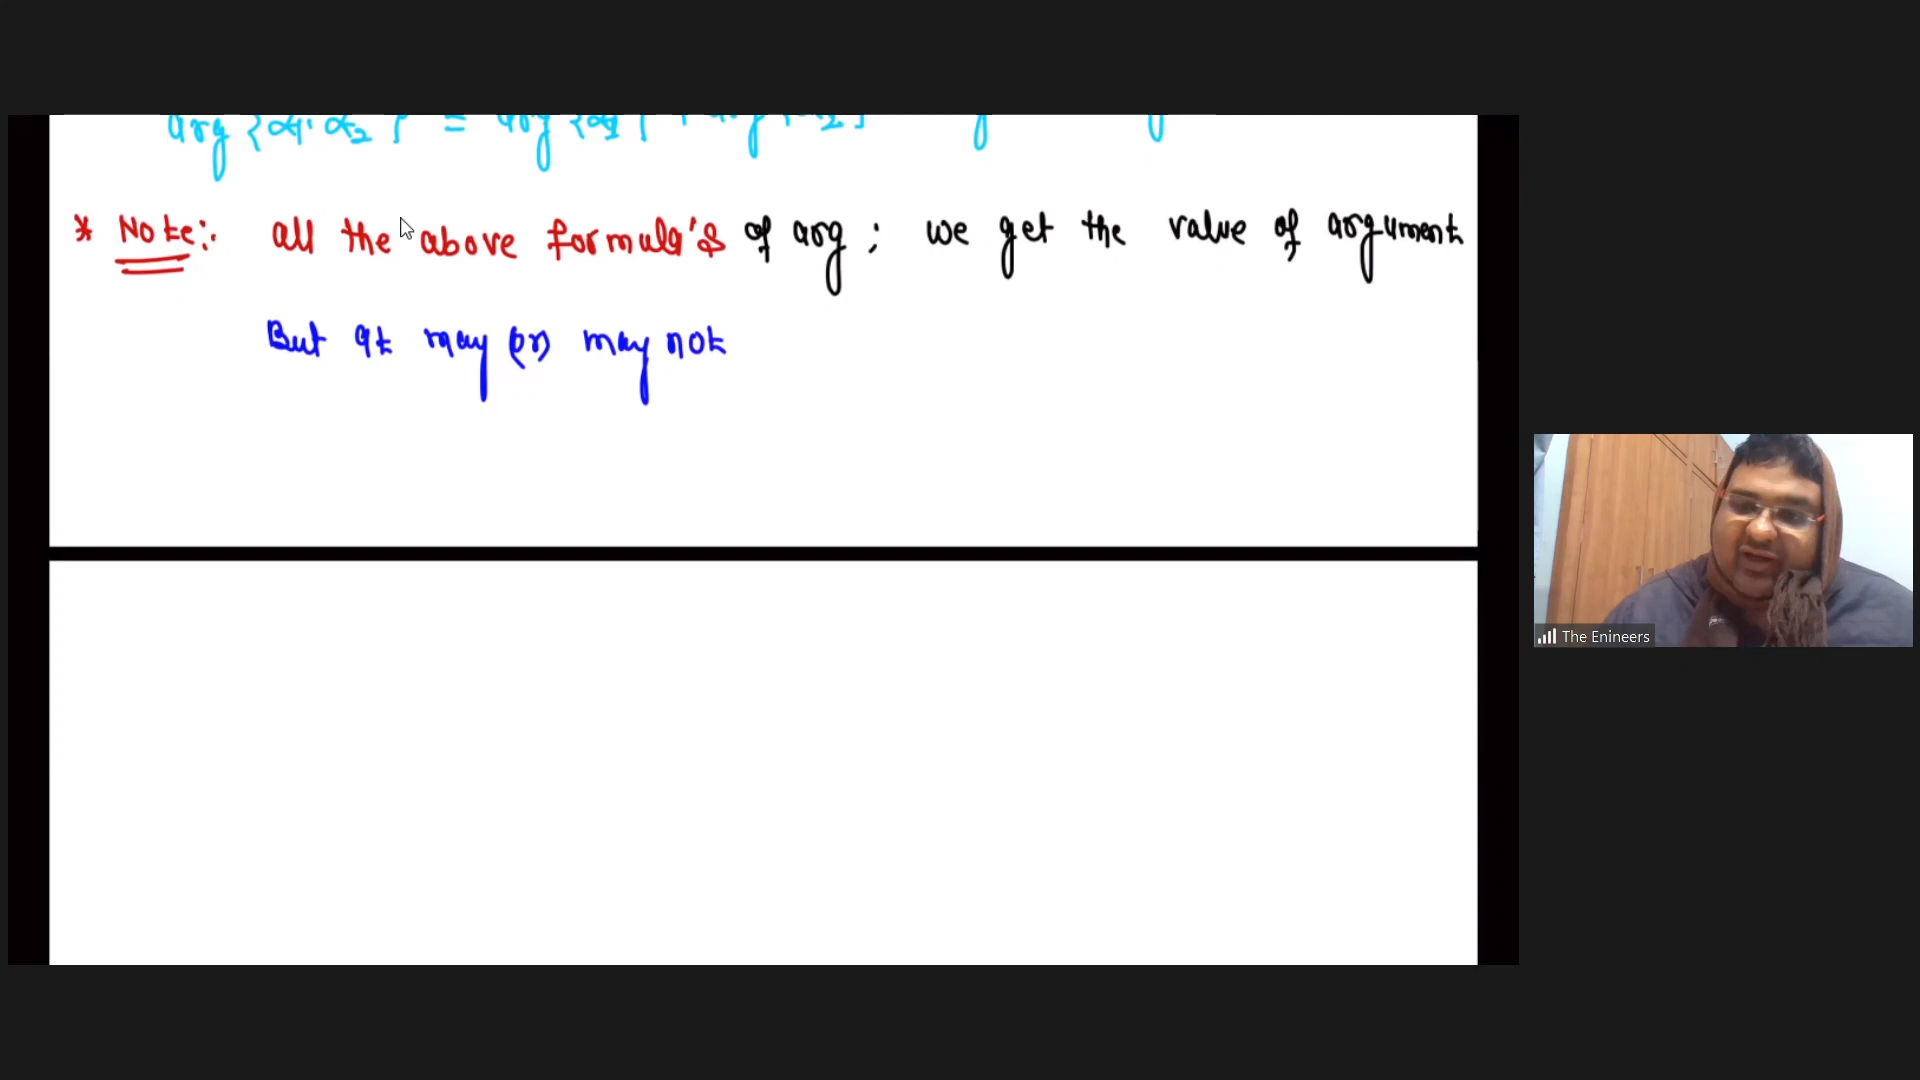 * Note:- all the above formula's of arg; we get the value of argument
But it may (or) may not
The Enineers